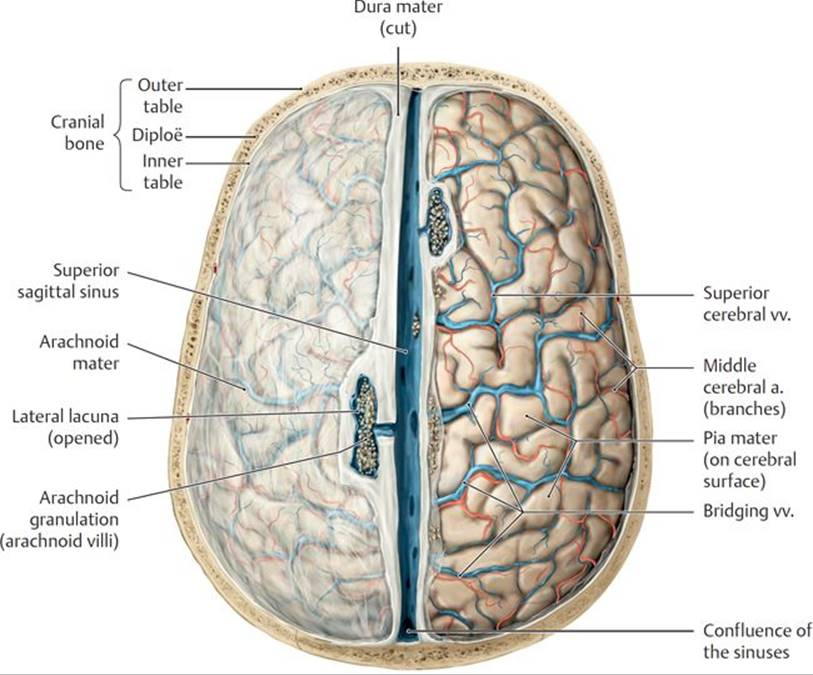 Dura mater
(cut)
Cranial
bone
Outer
table
Diploë
Inner
table
Superior
sagittal sinus
Arachnoid
mater
Lateral lacuna
(opened)
Arachnoid
granulation
(arachnoid villi)
Superior
cerebral vv.
Middle
cerebral a.
(branches)
Pia mater
(on cerebral
surface)
Bridging vv.
Confluence of
the sinuses